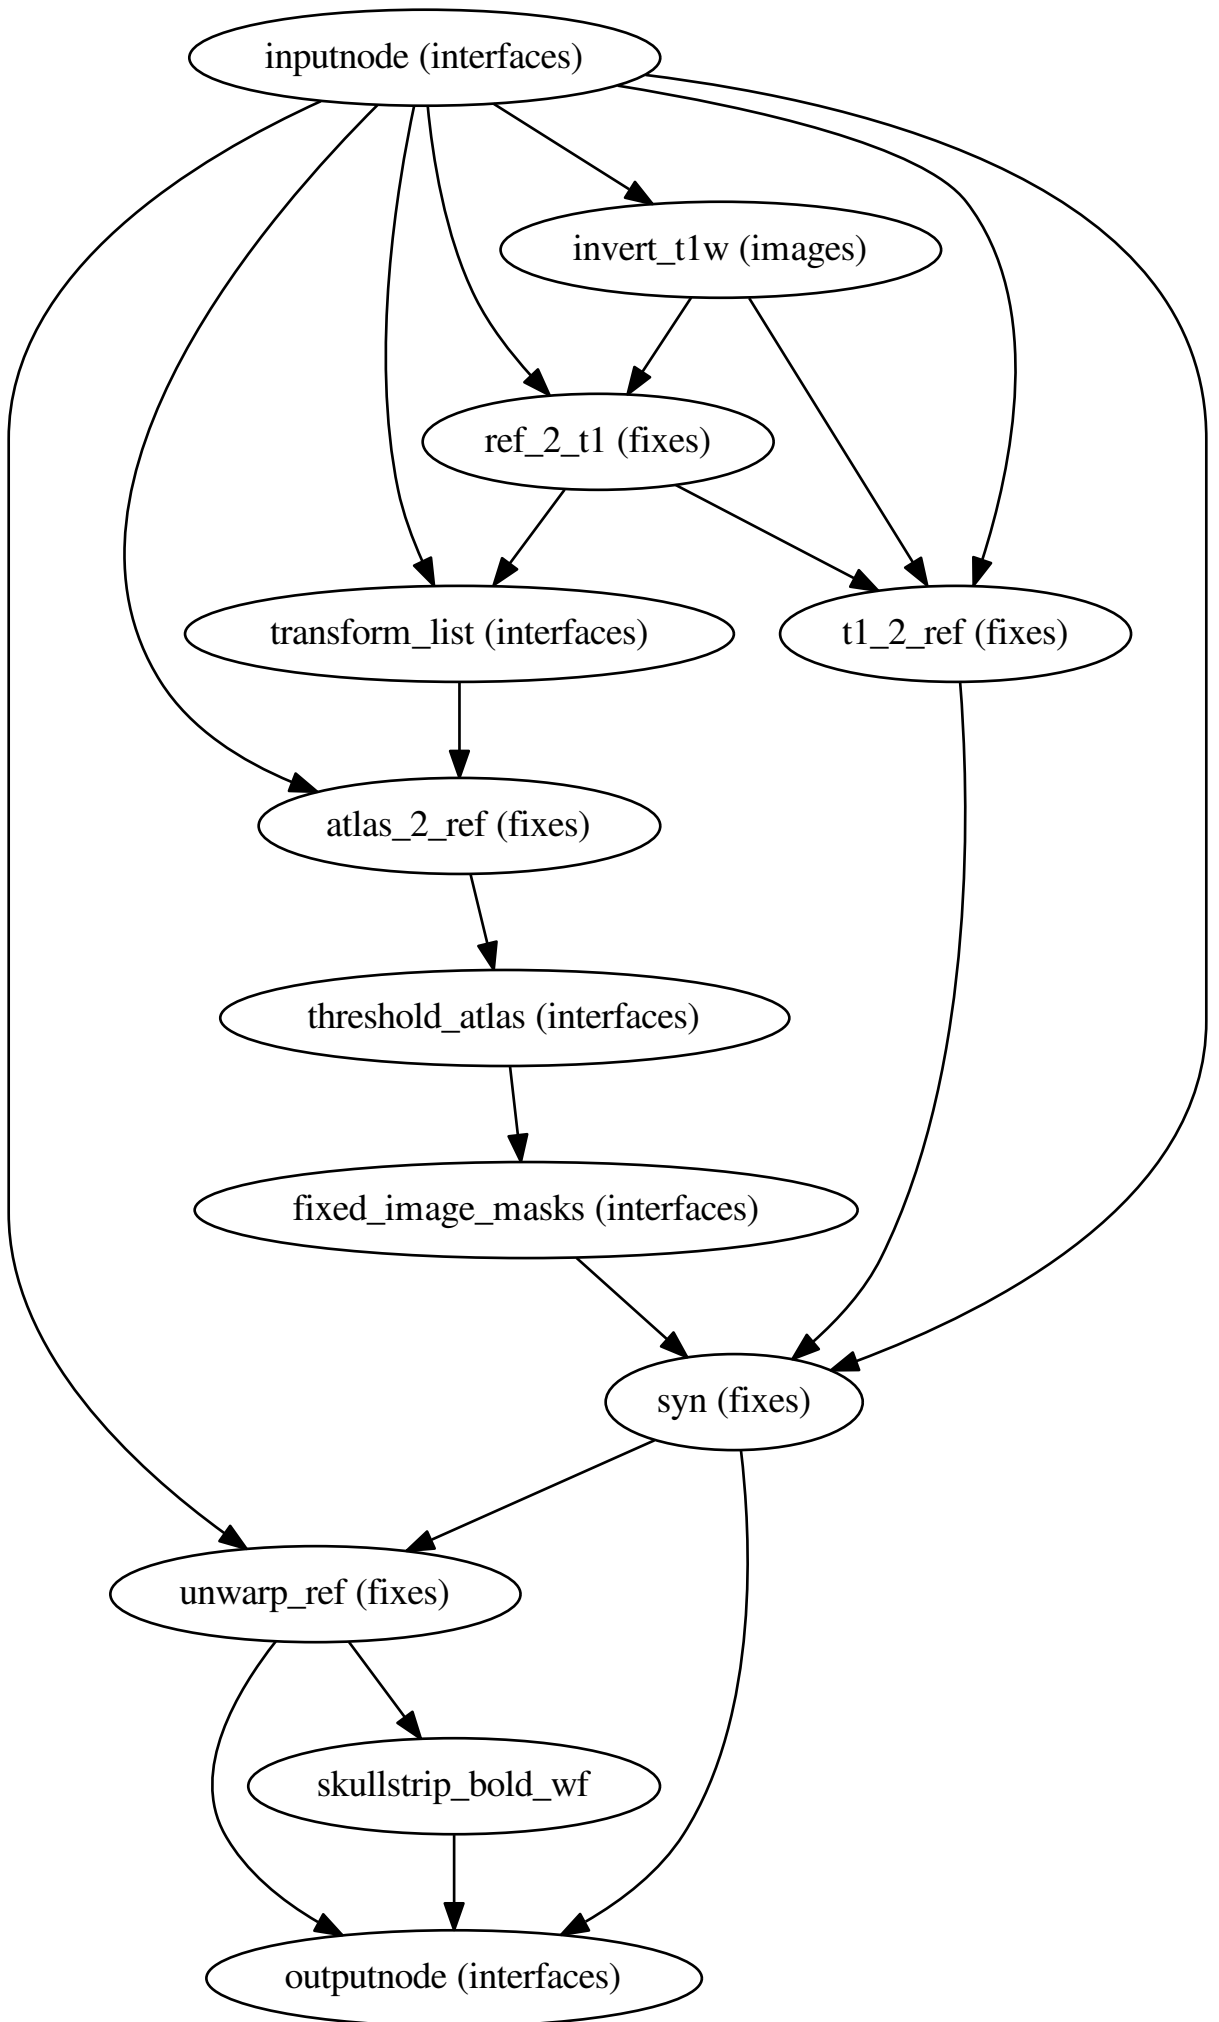 inputnode (interfaces)
invert_t1w (images)
ref_2_t1 (fixes)
transform_list (interfaces)
t1_2_ref (fixes)
atlas_2_ref (fixes)
threshold_atlas (interfaces)
fixed_image_masks (interfaces)
syn (fixes)
unwarp_ref (fixes)
skullstrip_bold_wf
outputnode (interfaces)